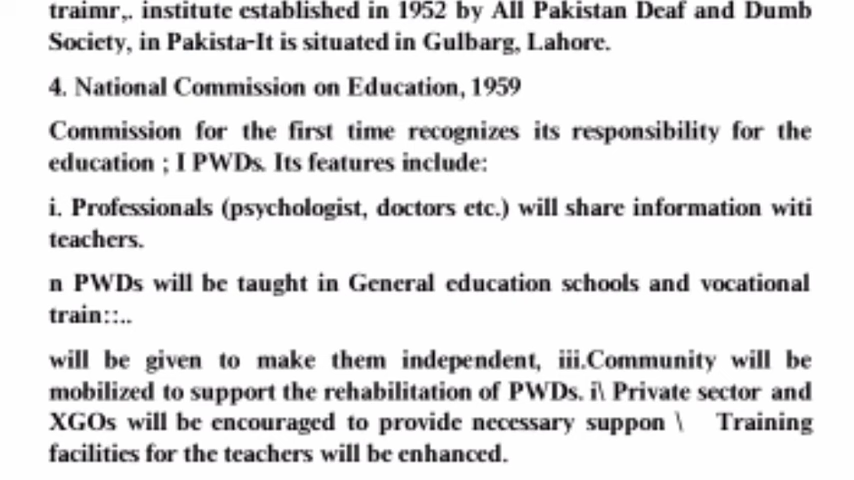 traimr,. institute established in 1952 by All Pakistan Deaf and Dumb
Society, in Pakista-It is situated in Gulbarg, Lahore.
4. National Commission on Education, 1959
Commission for the first time recognizes its responsibility for the
education ; I PWDs. Its features include:
i. Professionals (psychologist, doctors etc.) will share information witi
teachers.
n PWDs will be taught in General education schools and vocational
train::..
will be given to make them independent, iii.Community will be
mobilized to support the rehabilitation of PWDs. i\ Private sector and
XGOs will be encouraged to provide necessary suppon \ Training
facilities for the teachers will be enhanced.